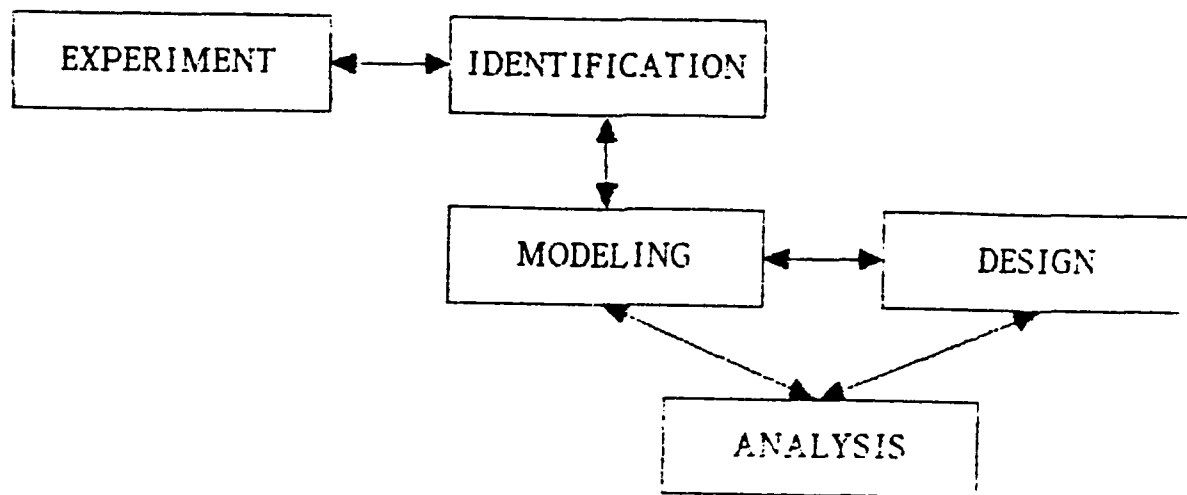 EXPERIMENT
IDENTIFICATION
MODELING
DESIGN
ANALYSIS